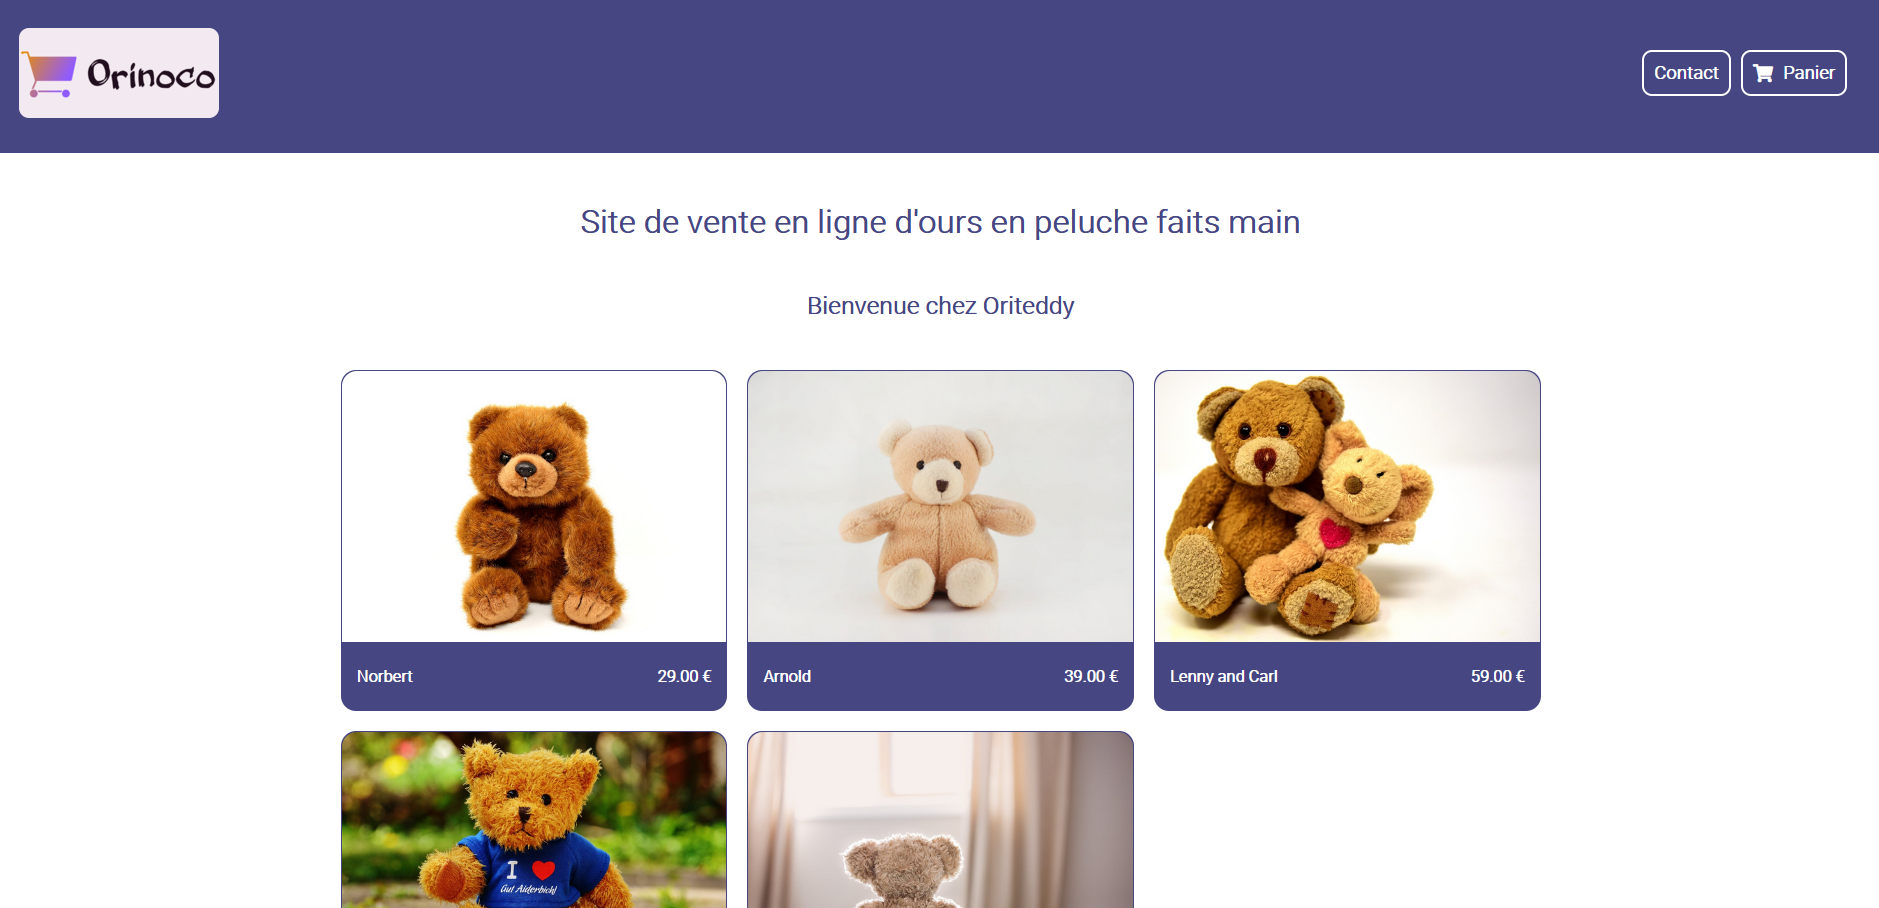 Orinoco
Contact
Panier
Site de vente en ligne d'ours en peluche faits main
Bienvenue chez Oriteddy
Norbert 29.00 €
Arnold 39.00 €
Lenny and Carl 59.00 €
I
Gut Aiderbichl